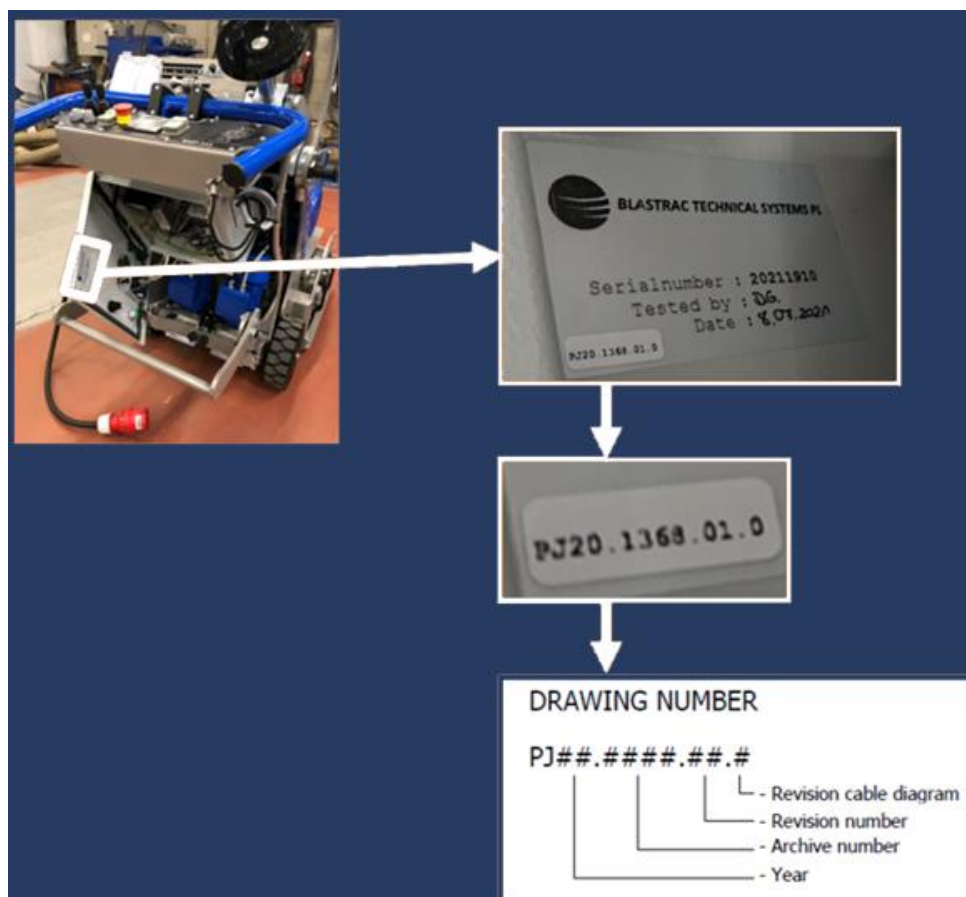 BLASTRAC TECHNICAL SYSTEMS PL
Serialnumber : 20211910
Tested by : DG.
Date : 8.07.2020
PJ20.1368.01.0
PJ20.1368.01.0
DRAWING NUMBER
PJ##.####.##.#
- Revision cable diagram
- Revision number
- Archive number
- Year